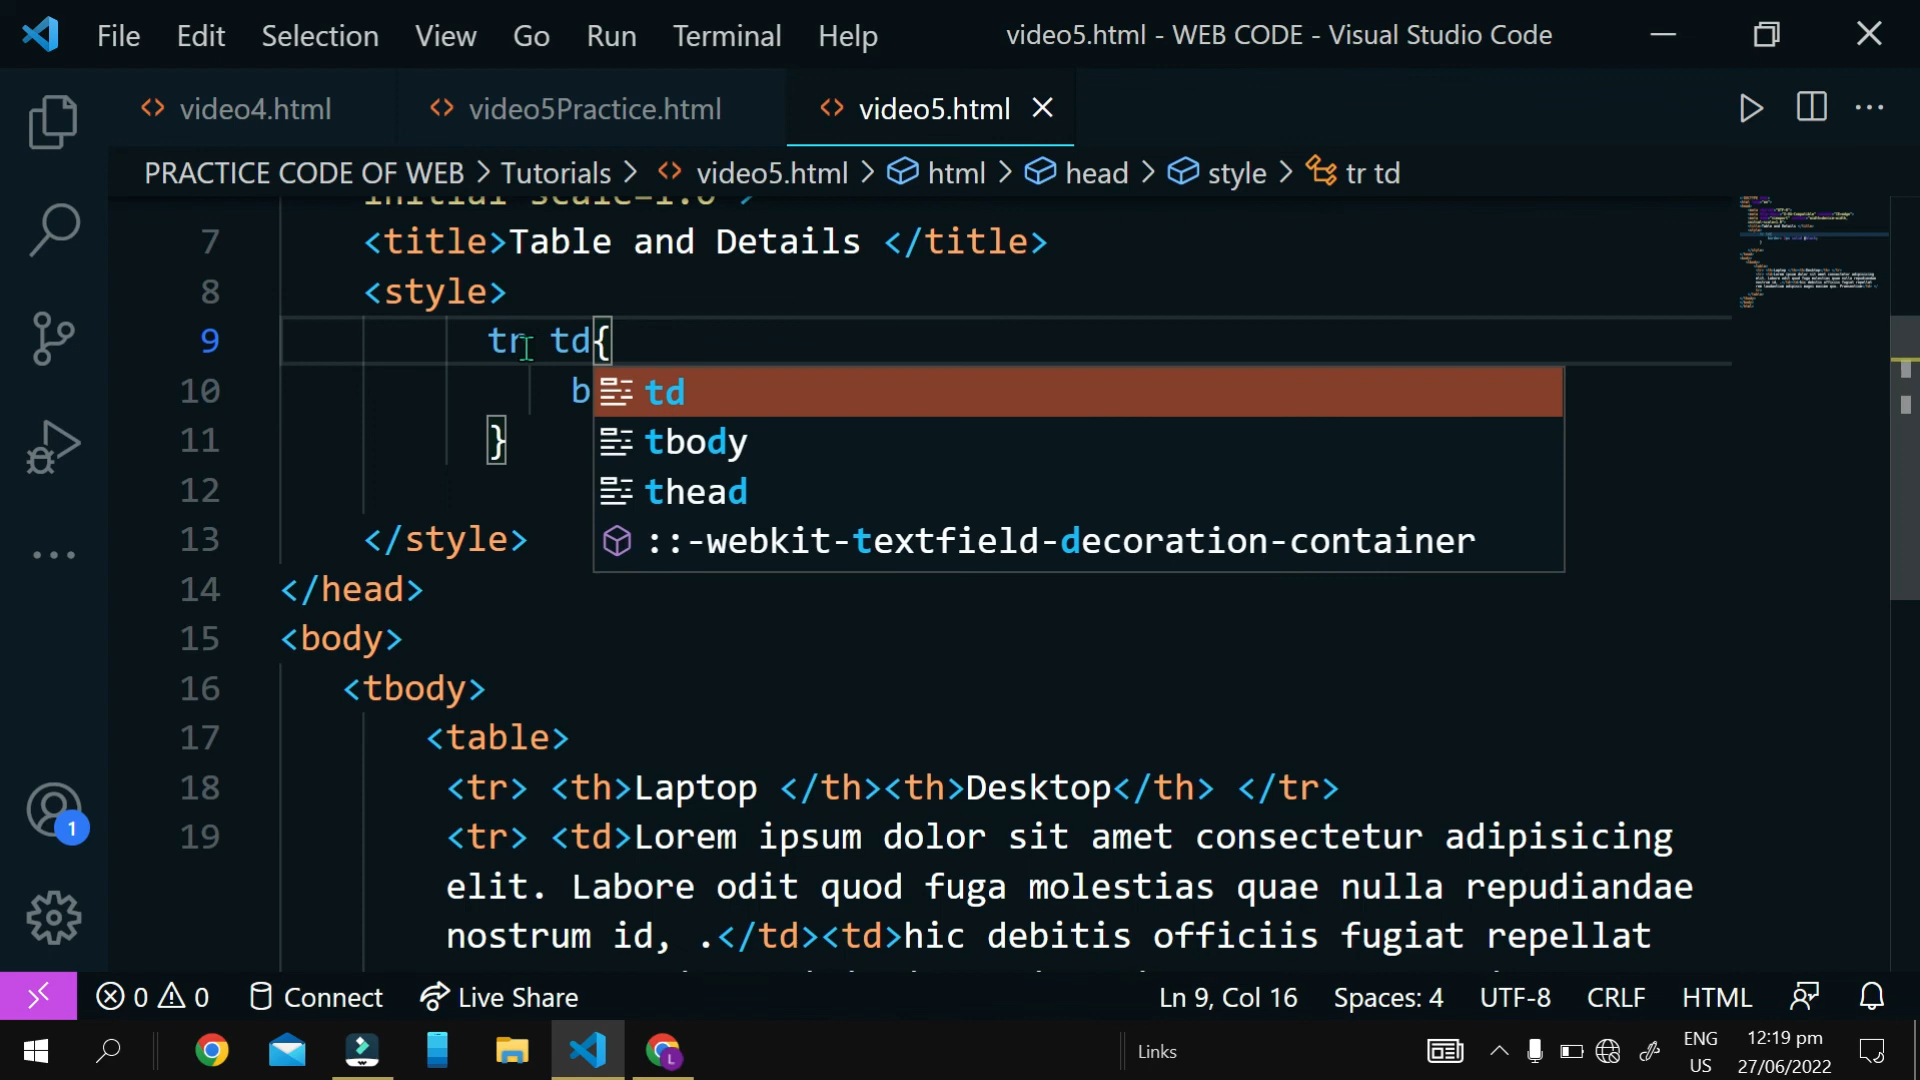 File Edit Selection View Go Run Terminal Help video5.html - WEB CODE - Visual Studio Code
video4.html video5Practice.html video5.html
PRACTICE CODE OF WEB > Tutorials > video5.html > html > head > style > tr td
initial-scale=1.0">
7 <title>Table and Details </title>
8 <style>
9 tr td{
10 b
td
tbody
11 }
thead
12
13 </style>
::-webkit-textfield-decoration-container
14 </head>
15 <body>
16 <tbody>
17 <table>
18 <tr> <th>Laptop </th><th>Desktop</th> </tr>
19 <tr> <td>Lorem ipsum dolor sit amet consectetur adipisicing
elit. Labore odit quod fuga molestias quae nulla repudiandae
nostrum id, .</td><td>hic debitis officiis fugiat repellat
1
0 0 Connect Live Share Ln 9, Col 16 Spaces: 4 UTF-8 CRLF HTML
Links ENG US 12:19 pm 27/06/2022